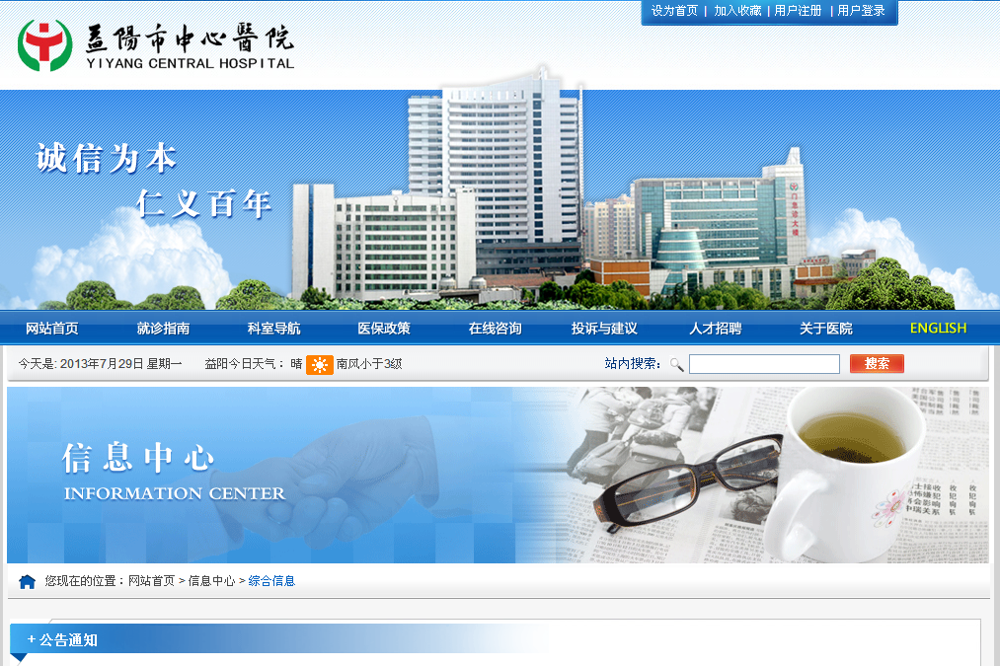 设为首页 | 加入收藏 | 用户注册 | 用户登录
益陽市中心醫院
YIYANG CENTRAL HOSPITAL
诚信为本
仁义百年
门急诊大楼
网站首页 就诊指南 科室导航 医保政策 在线咨询 投诉与建议 人才招聘 关于医院 ENGLISH
今天是: 2013年7月29日 星期一 益阳今日天气： 晴 南风小于3级 站内搜索： 搜索
信息中心
INFORMATION CENTER
您现在的位置：网站首页 > 信息中心 > 综合信息
+ 公告通知